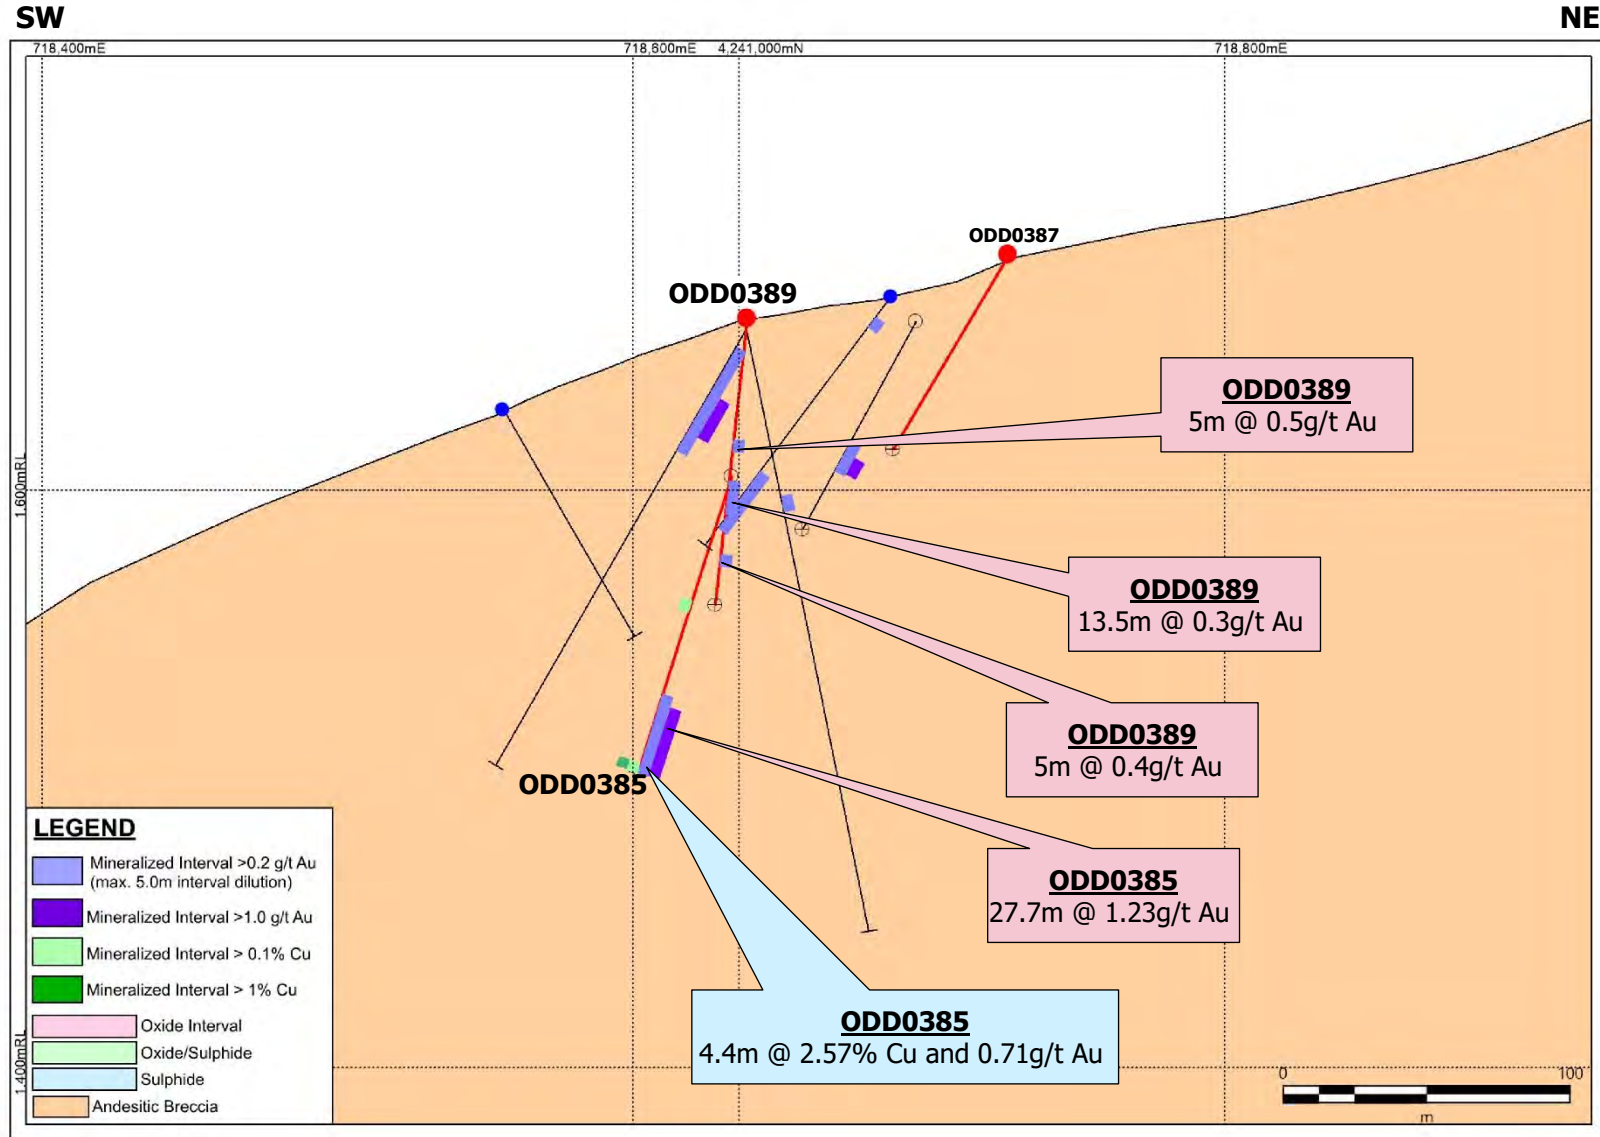 SW
NE
718,400mE
718,600mE
4,241,000mN
718,800mE
ODD0387
ODD0389
ODD0389
5m @ 0.5g/t Au
1,600mRL
ODD0389
13.5m @ 0.3g/t Au
ODD0389
5m @ 0.4g/t Au
ODD0385
ODD0385
27.7m @ 1.23g/t Au
ODD0385
4.4m @ 2.57% Cu and 0.71g/t Au
LEGEND
Mineralized Interval >0.2 g/t Au
(max. 5.0m interval dilution)
Mineralized Interval >1.0 g/t Au
Mineralized Interval > 0.1% Cu
Mineralized Interval > 1% Cu
Oxide Interval
Oxide/Sulphide
Sulphide
Andesitic Breccia
1,400mRL
0
100
m